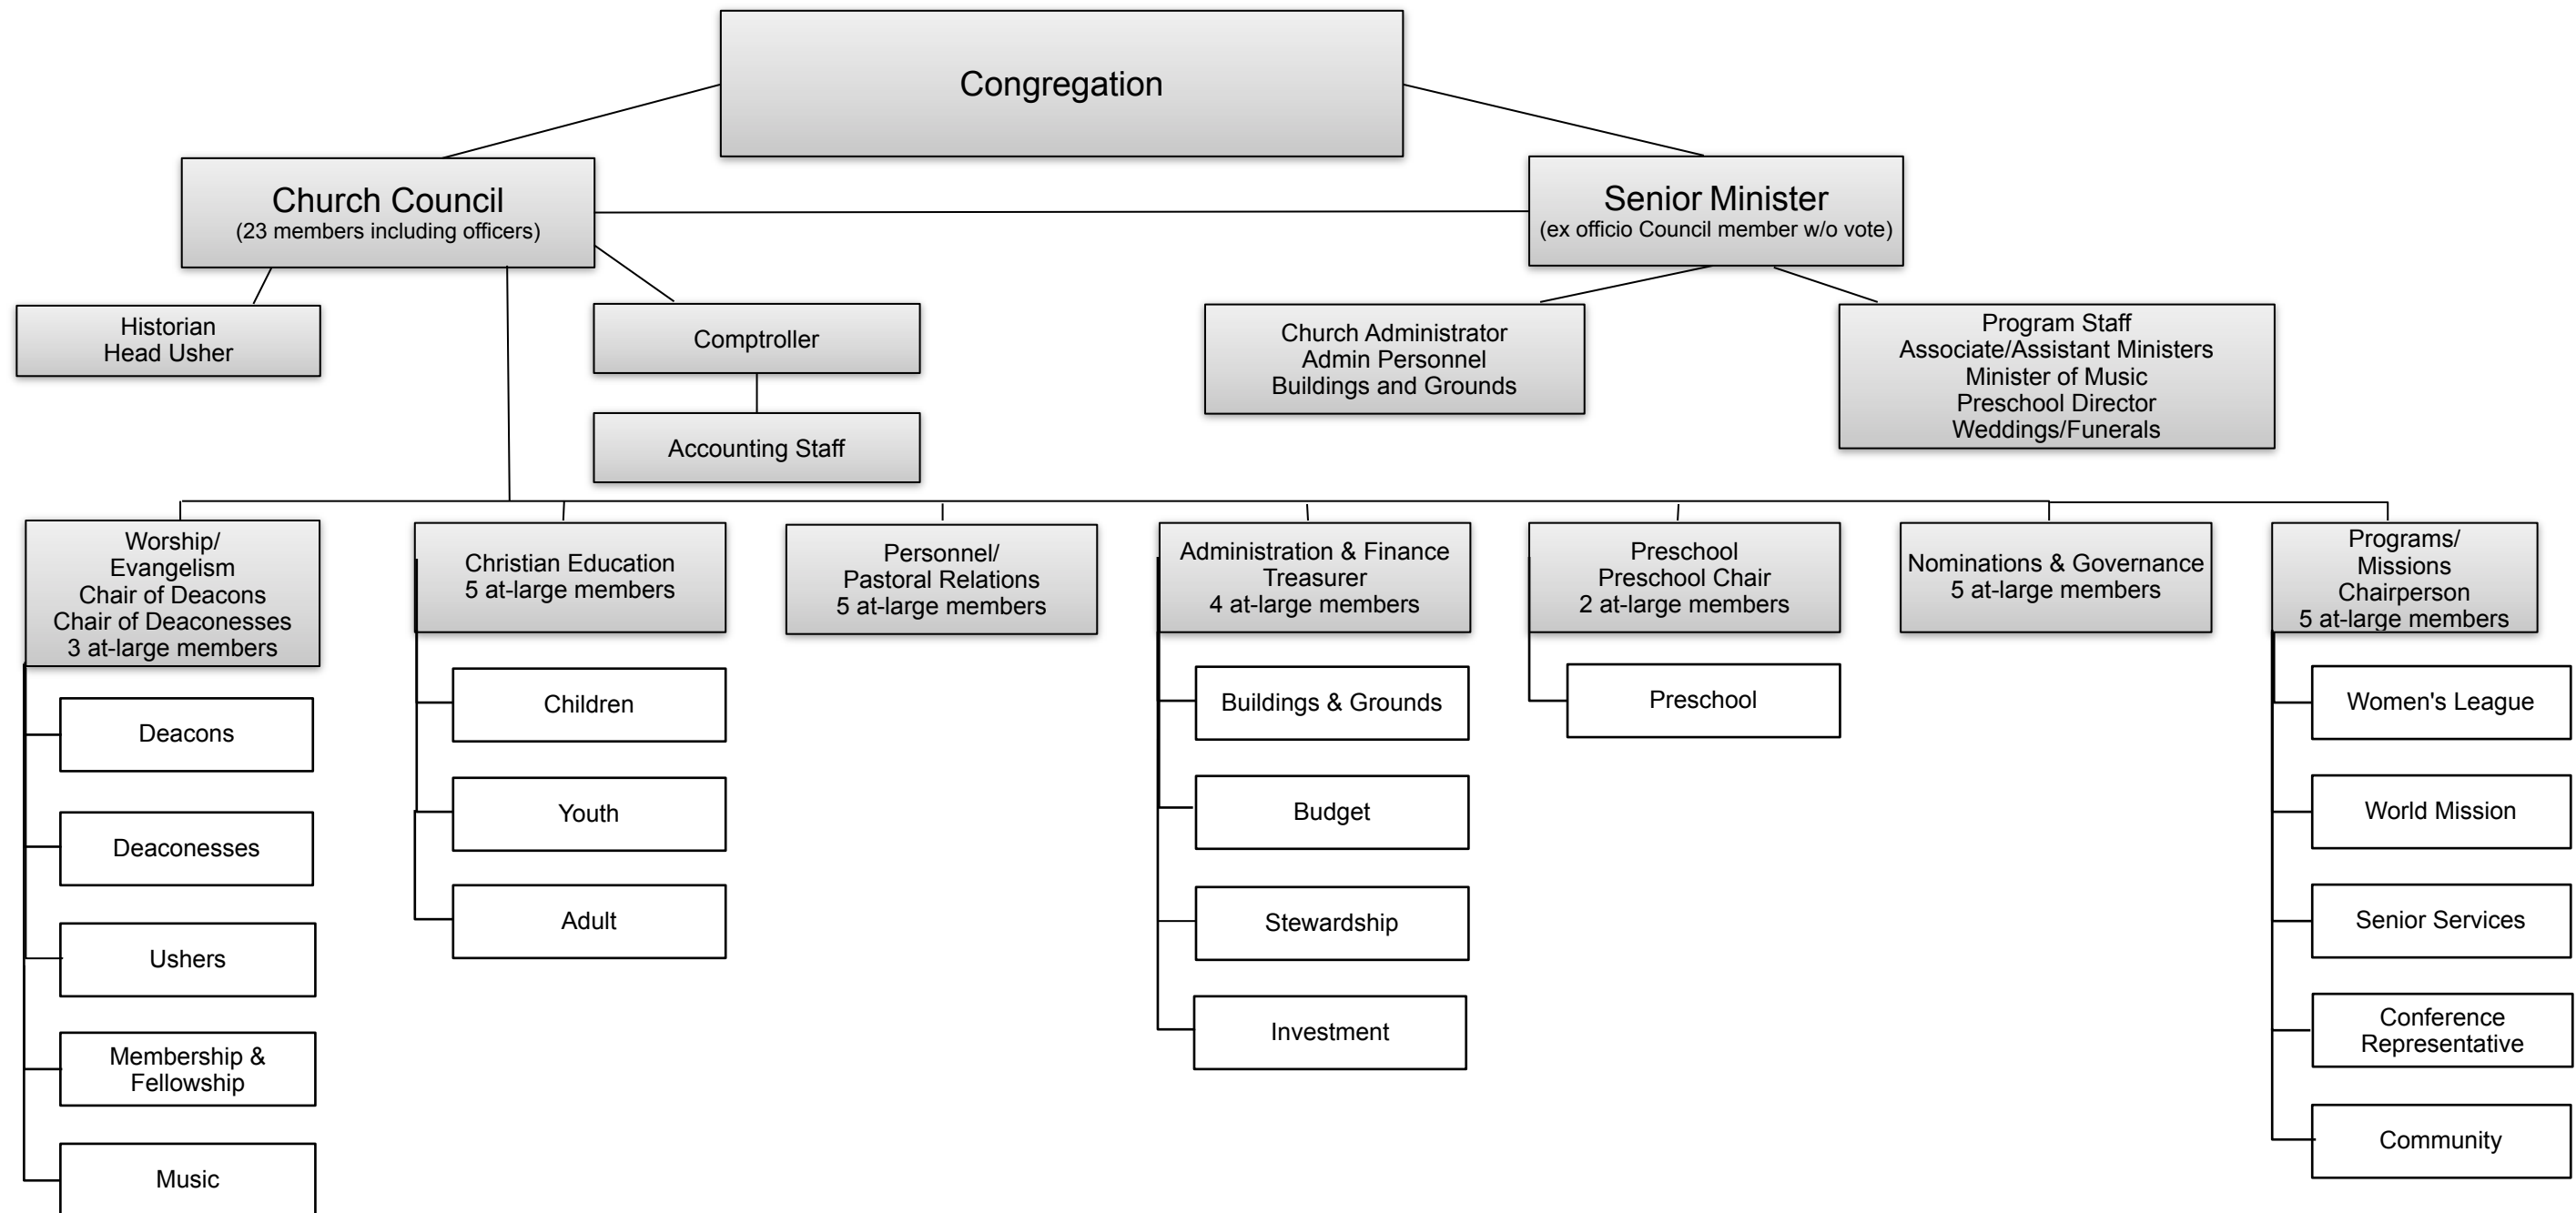 Congregation
Church Council
(23 members including officers)
Senior Minister
(ex officio Council member w/o vote)
Historian
Head Usher
Comptroller
Accounting Staff
Church Administrator
Admin Personnel
Buildings and Grounds
Program Staff
Associate/Assistant Ministers
Minister of Music
Preschool Director
Weddings/Funerals
Worship/
Evangelism
Chair of Deacons
Chair of Deaconesses
3 at-large members
Deacons
Deaconesses
Ushers
Membership &
Fellowship
Music
Christian Education
5 at-large members
Children
Youth
Adult
Personnel/
Pastoral Relations
5 at-large members
Administration & Finance
Treasurer
4 at-large members
Buildings & Grounds
Budget
Stewardship
Investment
Preschool
Preschool Chair
2 at-large members
Preschool
Nominations & Governance
5 at-large members
Programs/
Missions
Chairperson
5 at-large members
Women's League
World Mission
Senior Services
Conference
Representative
Community